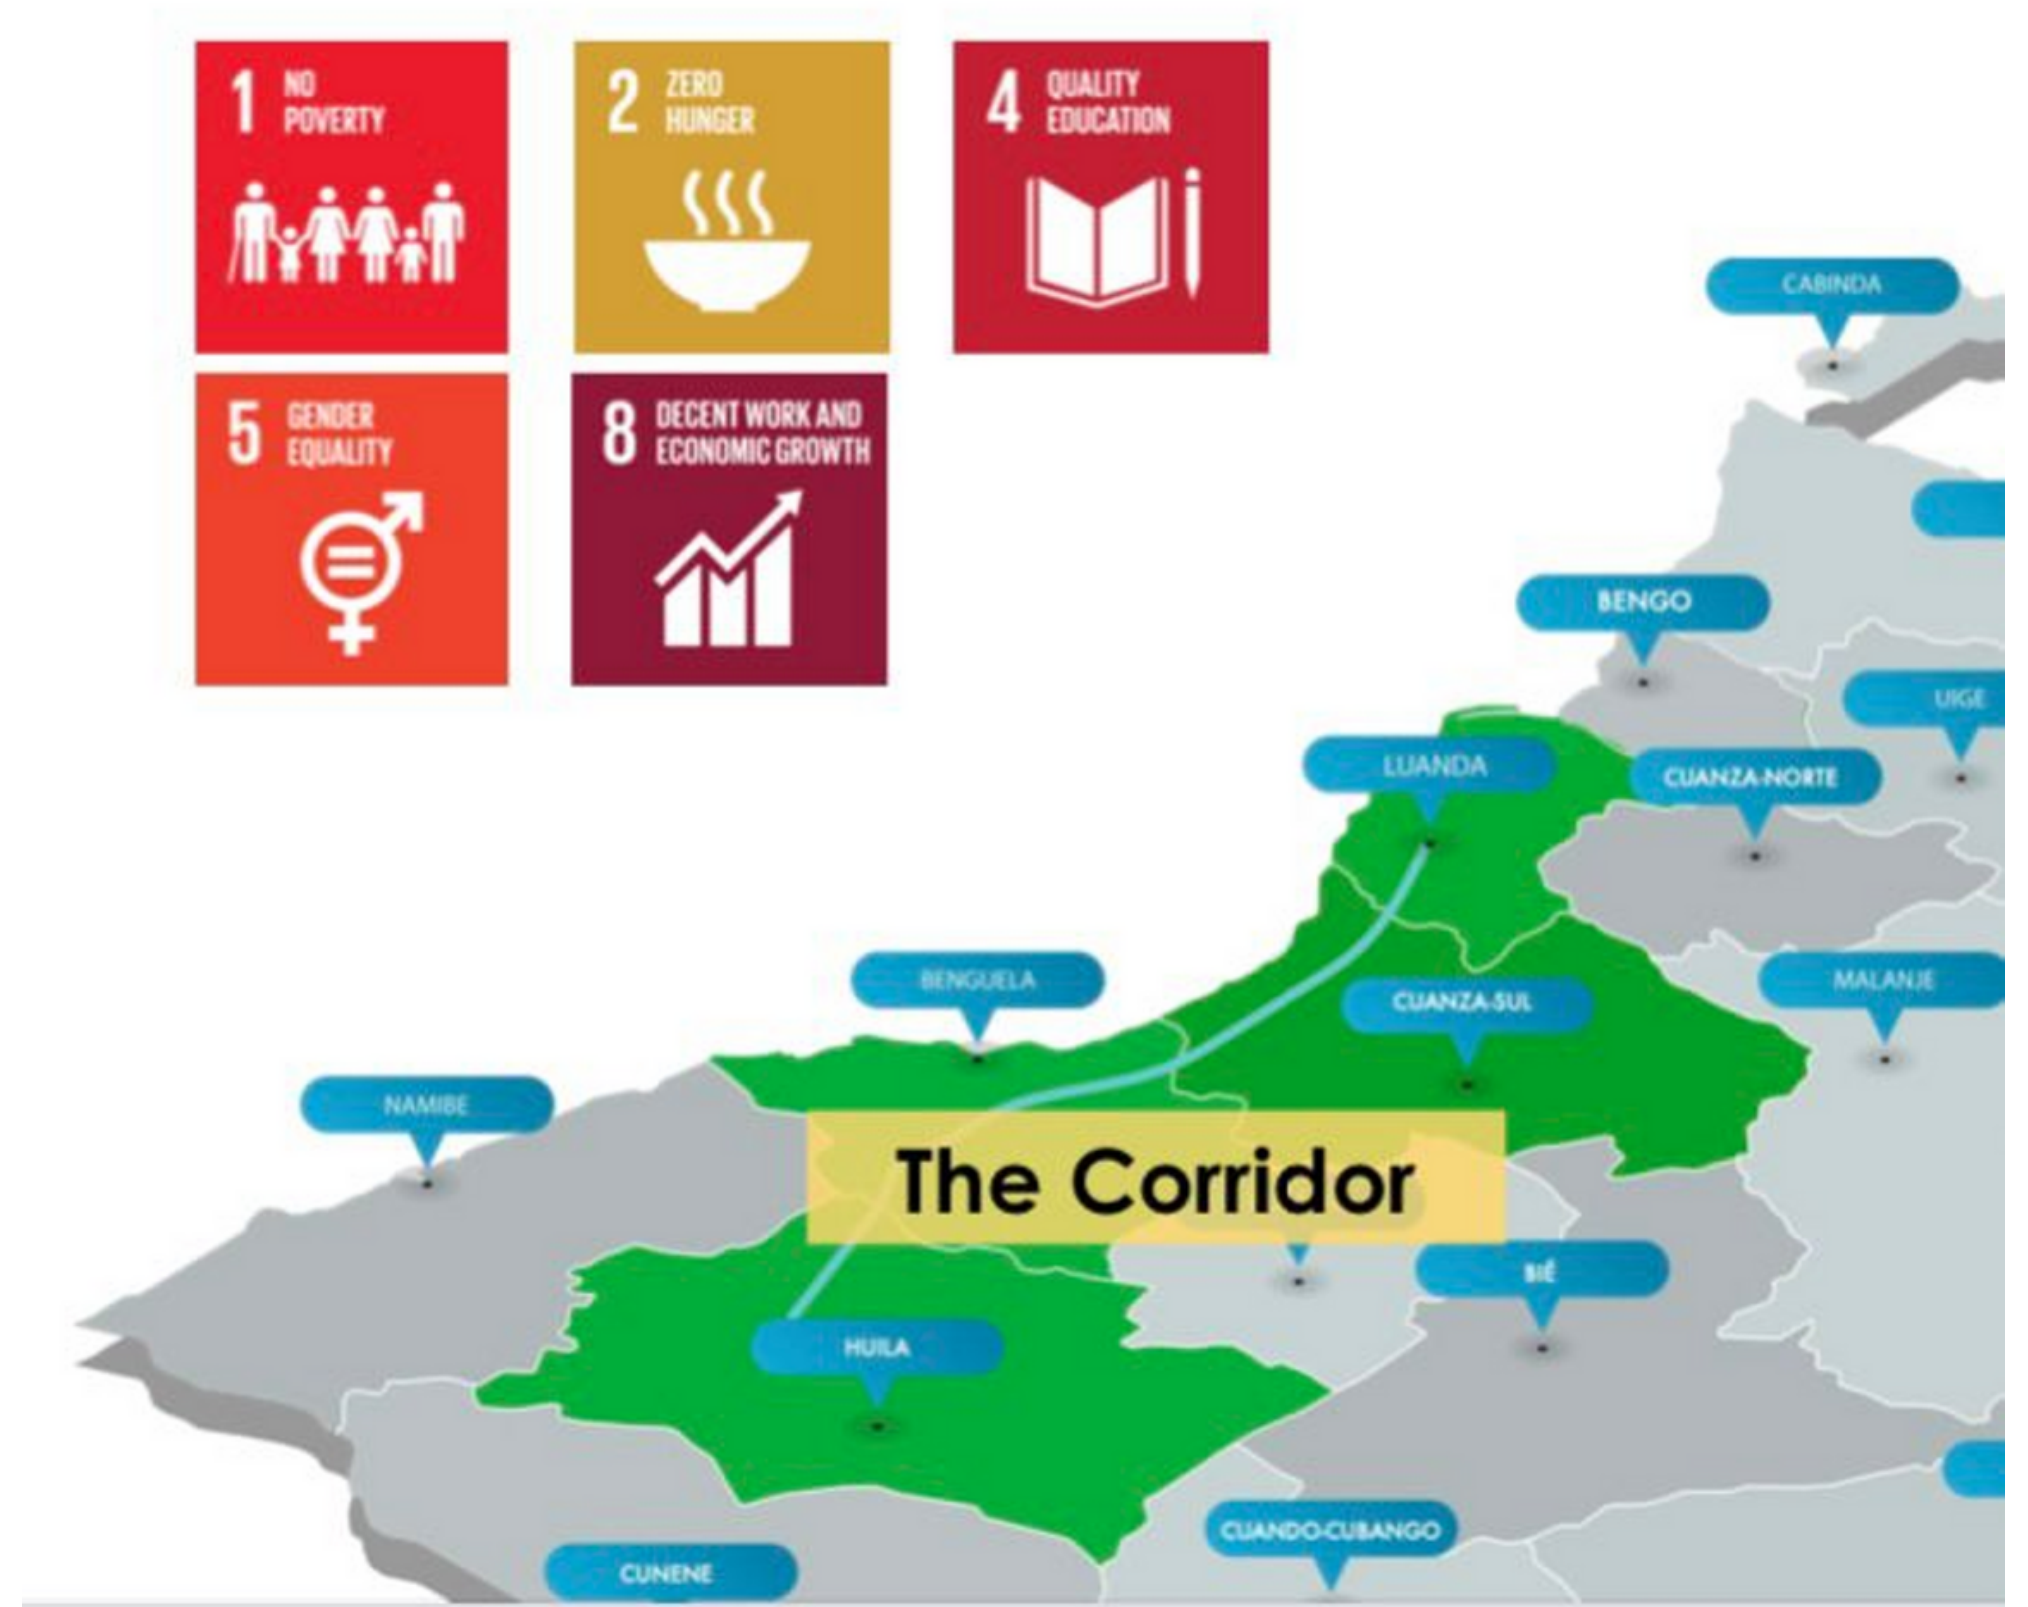 1 NO
POVERTY
2 ZERO
HUNGER
4 QUALITY
EDUCATION
5 GENDER
EQUALITY
8 DECENT WORK AND
ECONOMIC GROWTH
CABINDA
BENGO
UIGE
LUANDA
CUANZA-NORTE
BENGUELA
MALANJE
CUANZA-SUL
NAMIBE
The Corridor
BIÉ
HUILA
CUANDO-CUBANGO
CUNENE